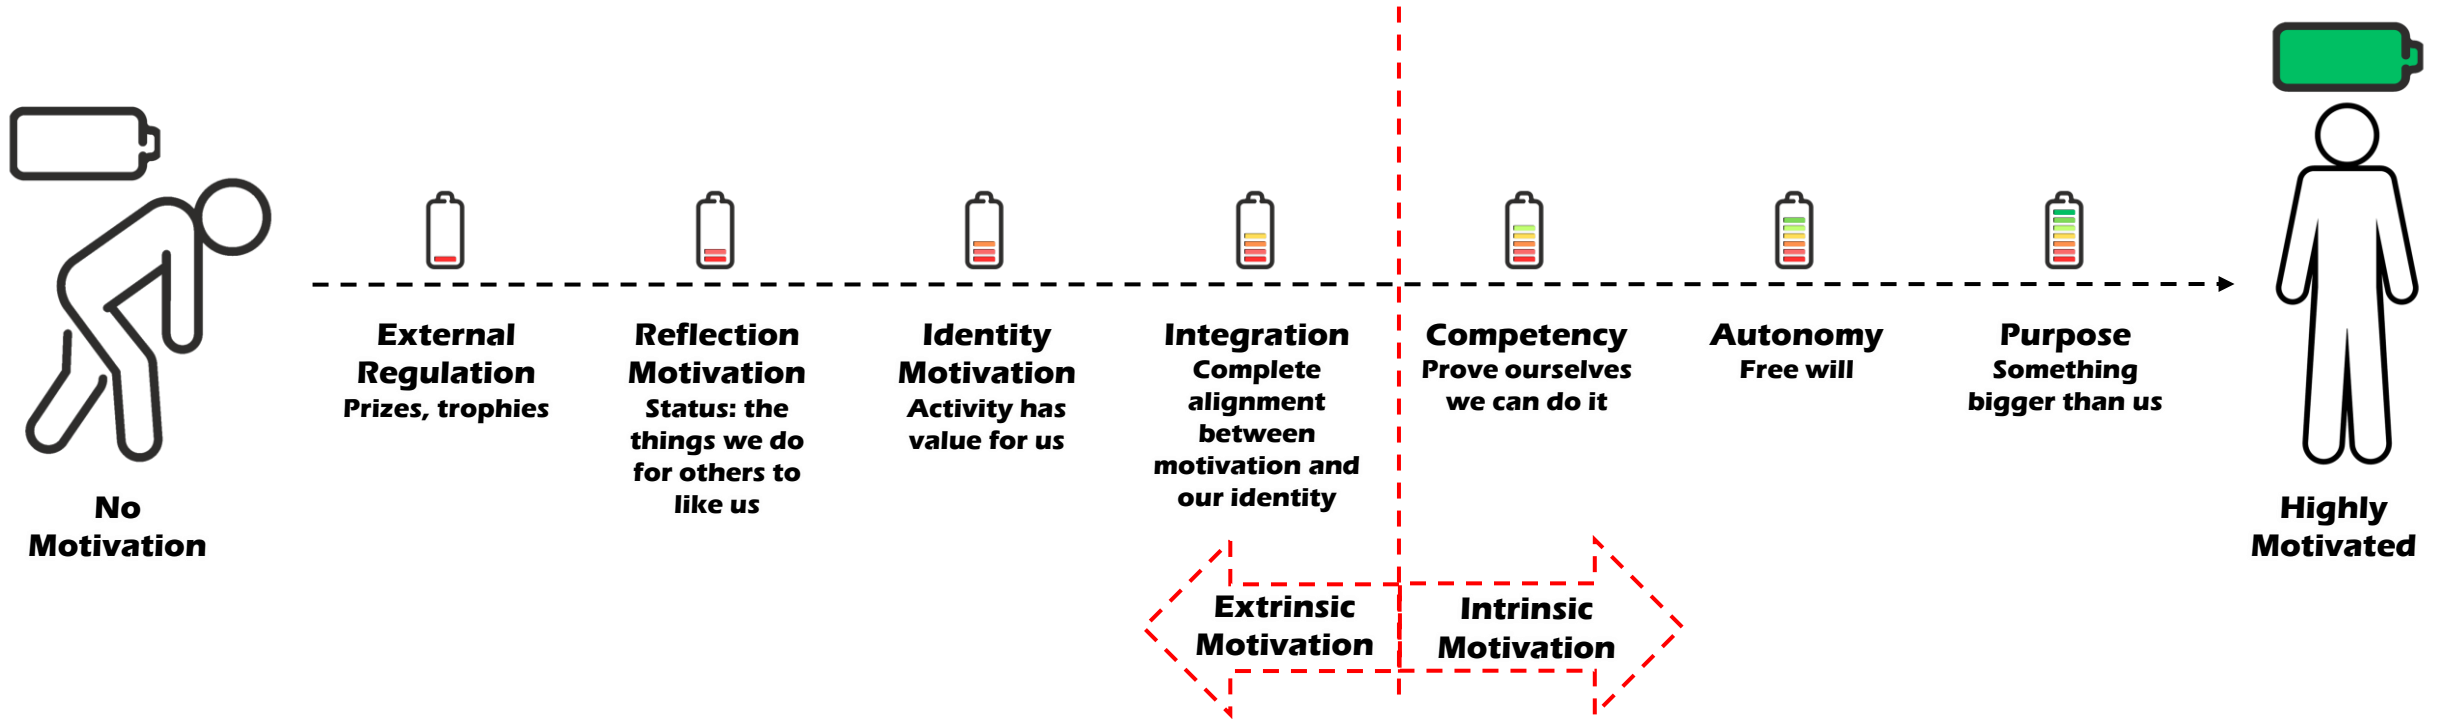 No
Motivation
External
Regulation
Prizes, trophies
Reflection
Motivation
Status: the
things we do
for others to
like us
Identity
Motivation
Activity has
value for us
Integration
Complete
alignment
between
motivation and
our identity
Competency
Prove ourselves
we can do it
Autonomy
Free will
Purpose
Something
bigger than us
Highly
Motivated
Extrinsic
Motivation
Intrinsic
Motivation